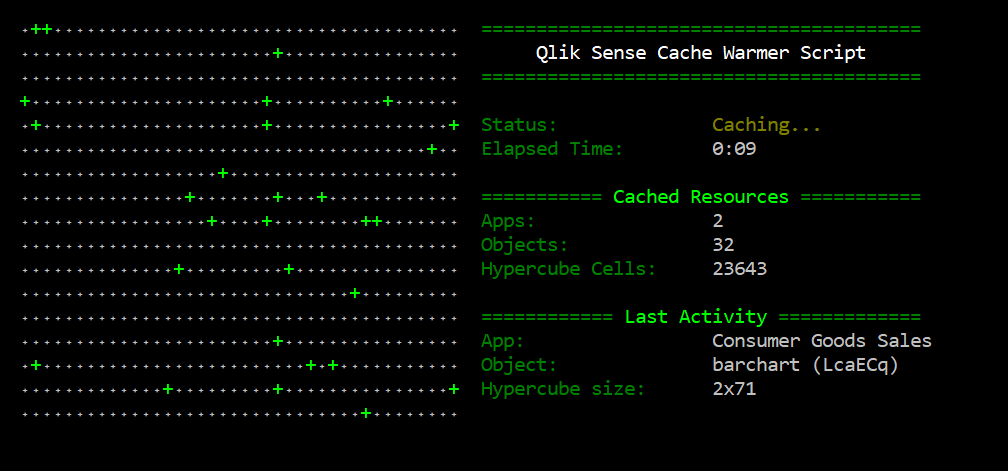 ========================================
Qlik Sense Cache Warmer Script
========================================
Status: Caching...
Elapsed Time: 0:09
=========== Cached Resources ===========
Apps: 2
Objects: 32
Hypercube Cells: 23643
============ Last Activity =============
App: Consumer Goods Sales
Object: barchart (LcaECq)
Hypercube size: 2x71